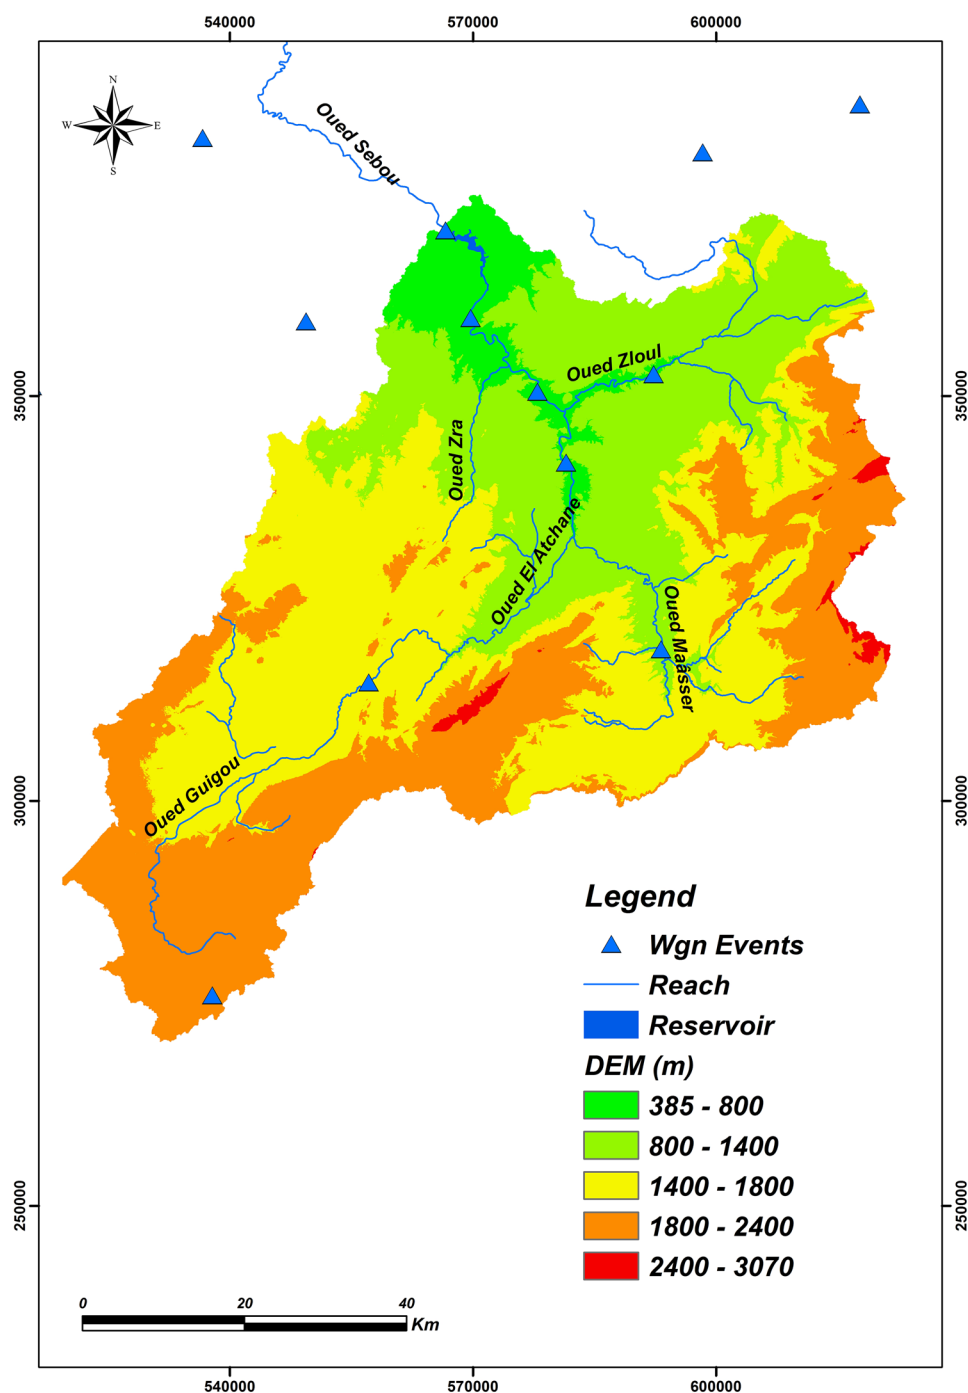 540000 570000 600000
N
W E
S
Oued Sebou
350000 350000
Oued Zloul
Oued Zra
Oued El Atchane
Oued Maâsser
Oued Guigou
300000 300000
Legend
Wgn Events
Reach
Reservoir
DEM (m)
385 - 800
800 - 1400
1400 - 1800
1800 - 2400
2400 - 3070
250000 250000
0 20 40
Km
540000 570000 600000